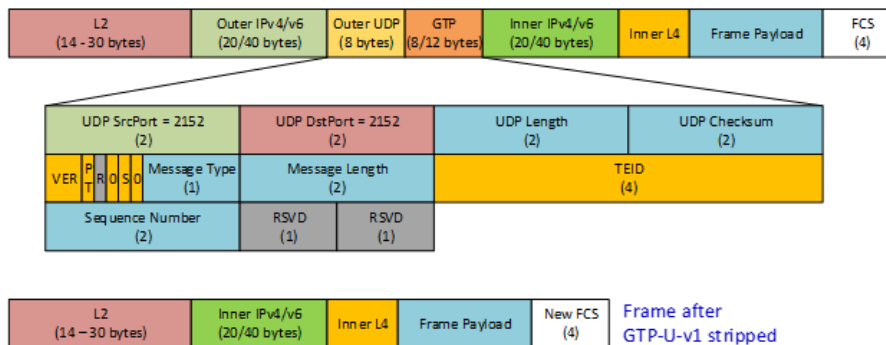 L2
(14 - 30 bytes)
Outer IPv4/v6
(20/40 bytes)
Outer UDP
(8 bytes)
GTP
(8/12 bytes)
Inner IPv4/v6
(20/40 bytes)
Inner L4
Frame Payload
FCS
(4)
UDP SrcPort = 2152
(2)
UDP DstPort = 2152
(2)
UDP Length
(2)
UDP Checksum
(2)
VER
P
T
R
0
S
0
Message Type
(1)
Message Length
(2)
TEID
(4)
Sequence Number
(2)
RSVD
(1)
RSVD
(1)
L2
(14 – 30 bytes)
Inner IPv4/v6
(20/40 bytes)
Inner L4
Frame Payload
New FCS
(4)
Frame after
GTP-U-v1 stripped